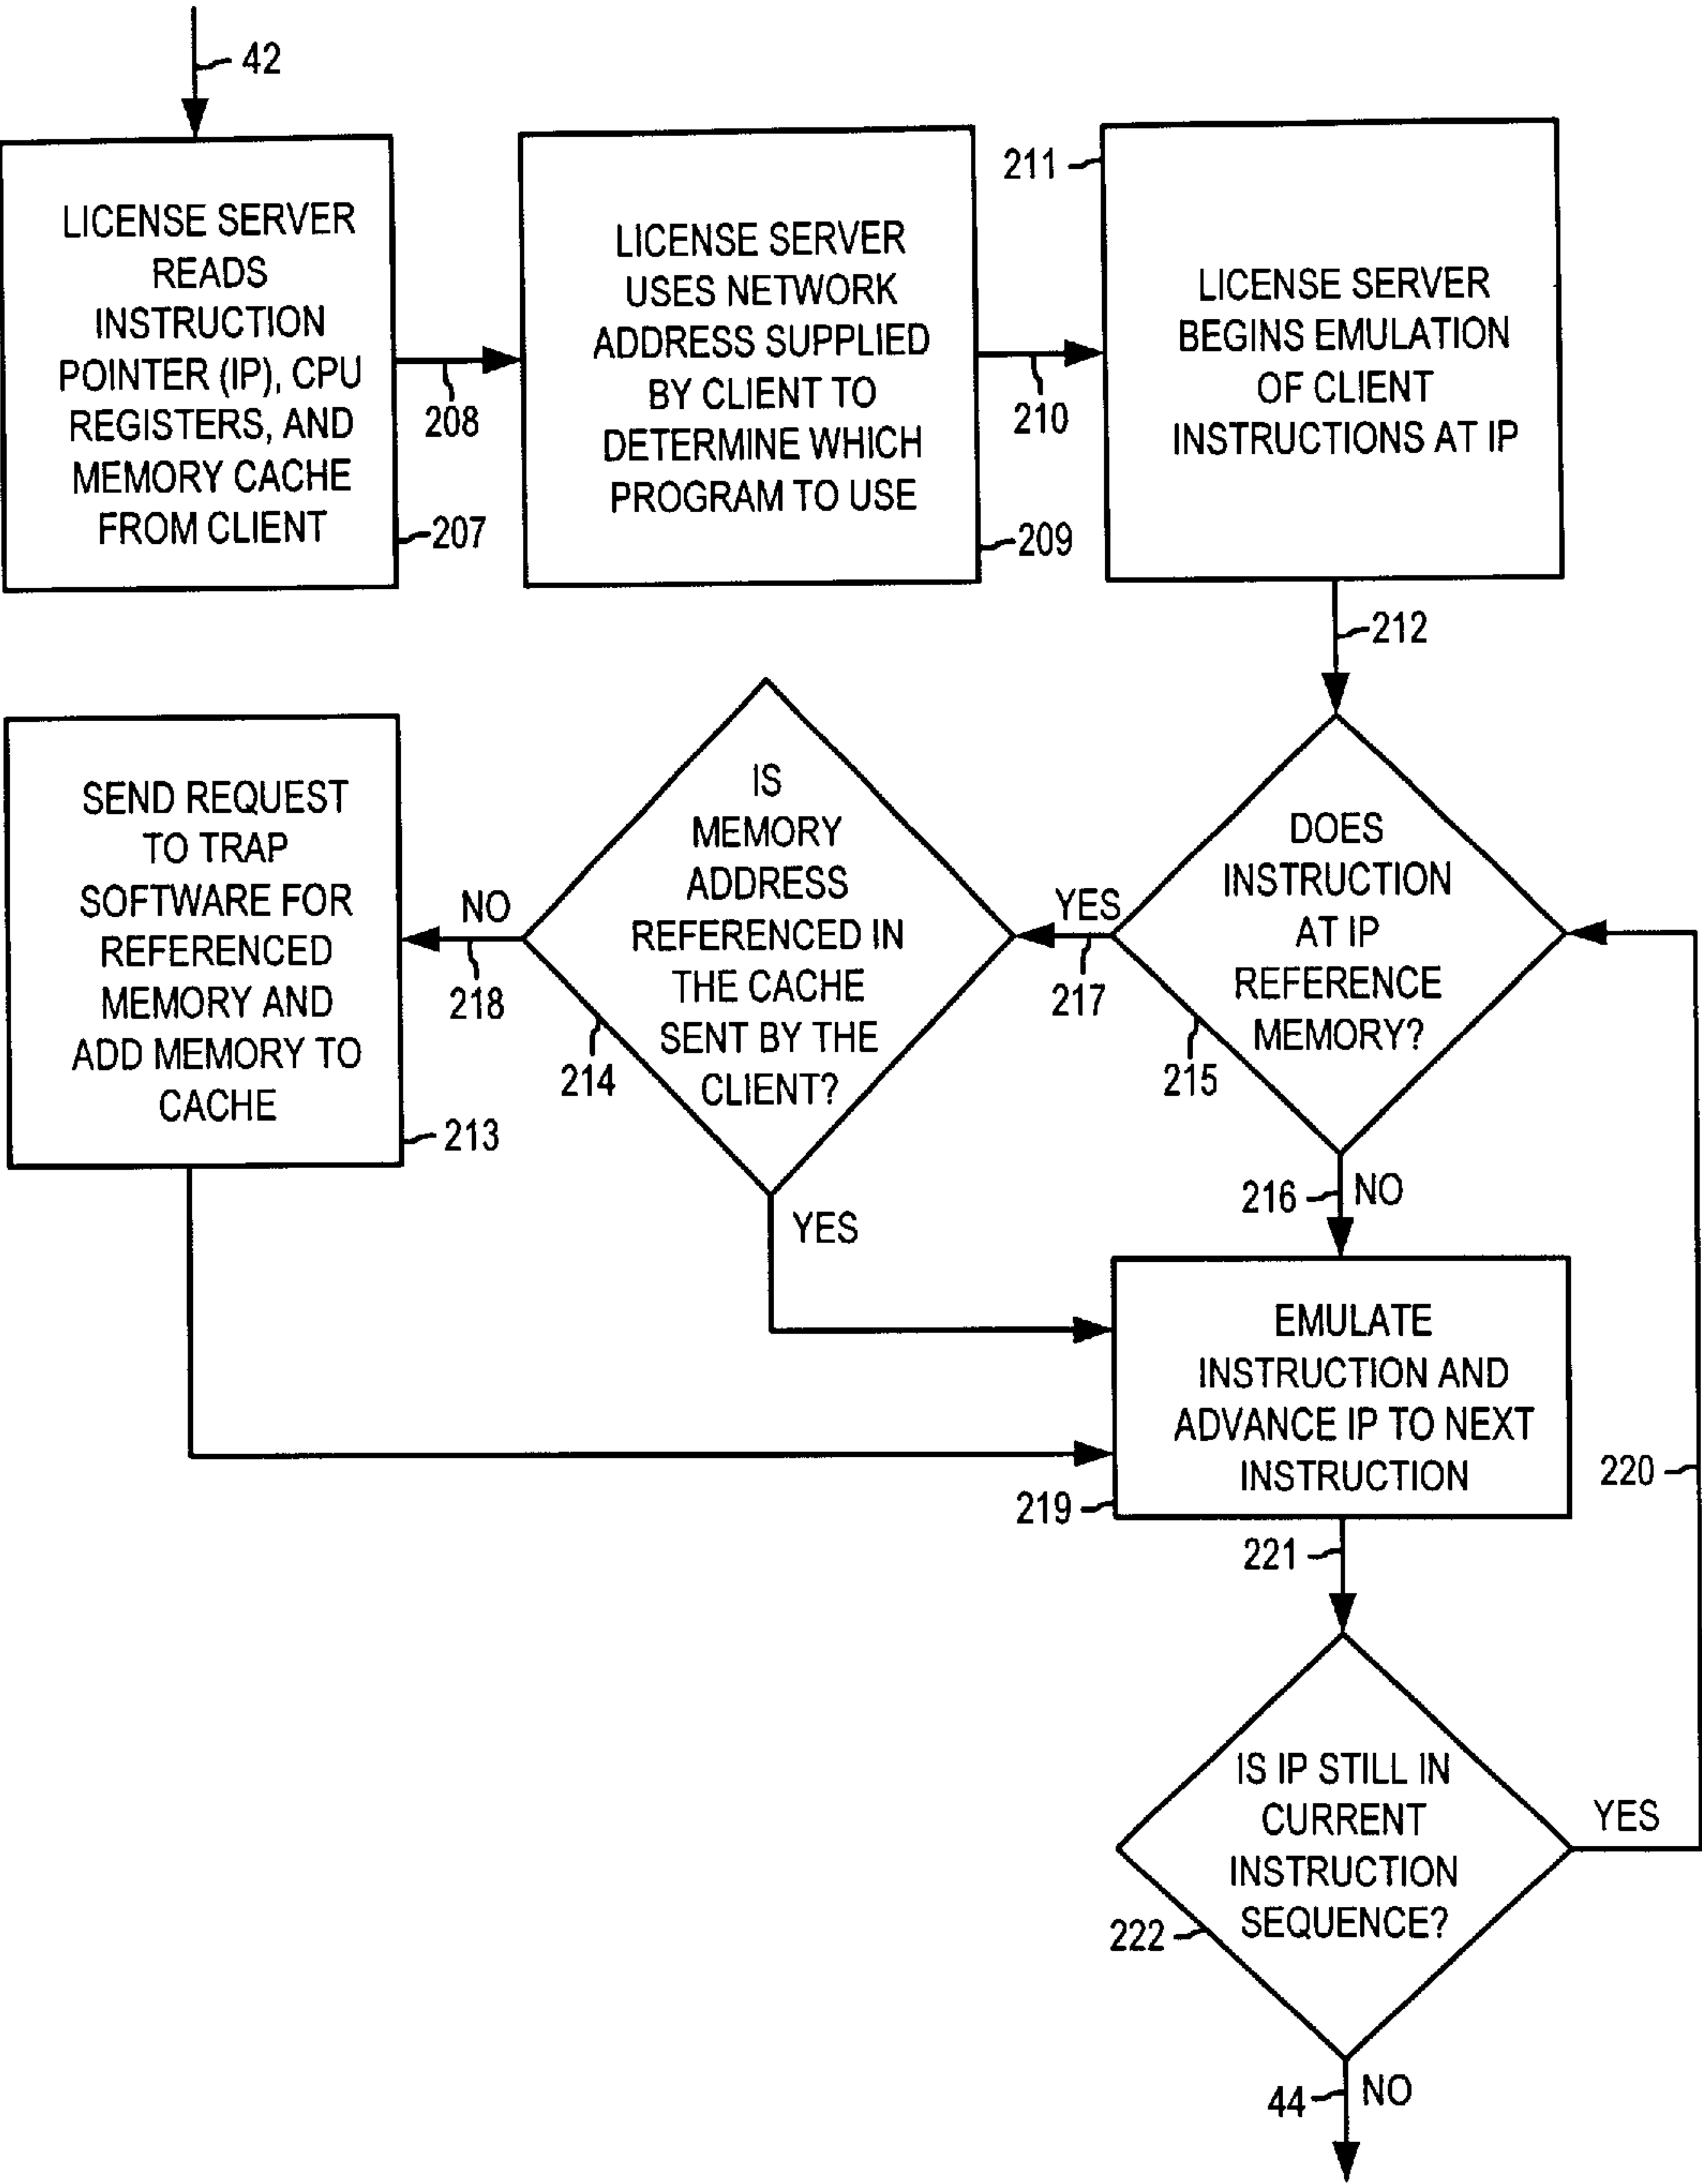 42
LICENSE SERVER
READS
INSTRUCTION
POINTER (IP), CPU
REGISTERS, AND
MEMORY CACHE
FROM CLIENT
207
208
LICENSE SERVER
USES NETWORK
ADDRESS SUPPLIED
BY CLIENT TO
DETERMINE WHICH
PROGRAM TO USE
209
210
211
LICENSE SERVER
BEGINS EMULATION
OF CLIENT
INSTRUCTIONS AT IP
212
DOES
INSTRUCTION
AT IP
REFERENCE
MEMORY?
215
YES
217
IS
MEMORY
ADDRESS
REFERENCED IN
THE CACHE
SENT BY THE
CLIENT?
214
NO
218
SEND REQUEST
TO TRAP
SOFTWARE FOR
REFERENCED
MEMORY AND
ADD MEMORY TO
CACHE
213
YES
216
NO
EMULATE
INSTRUCTION AND
ADVANCE IP TO NEXT
INSTRUCTION
219
220
221
IS IP STILL IN
CURRENT
INSTRUCTION
SEQUENCE?
222
YES
44
NO